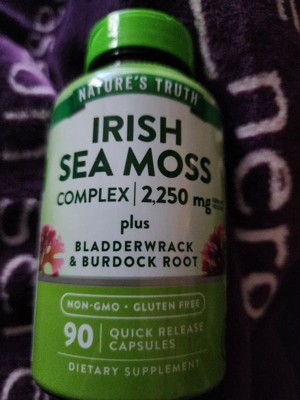 NATURE'S TRUTH
IRISH
SEA MOSS
COMPLEX | 2,250 mg
plus
BLADDERWRACK
& BURDOCK ROOT
NON-GMO • GLUTEN FREE
90 | QUICK RELEASE
CAPSULES
DIETARY SUPPLEMENT